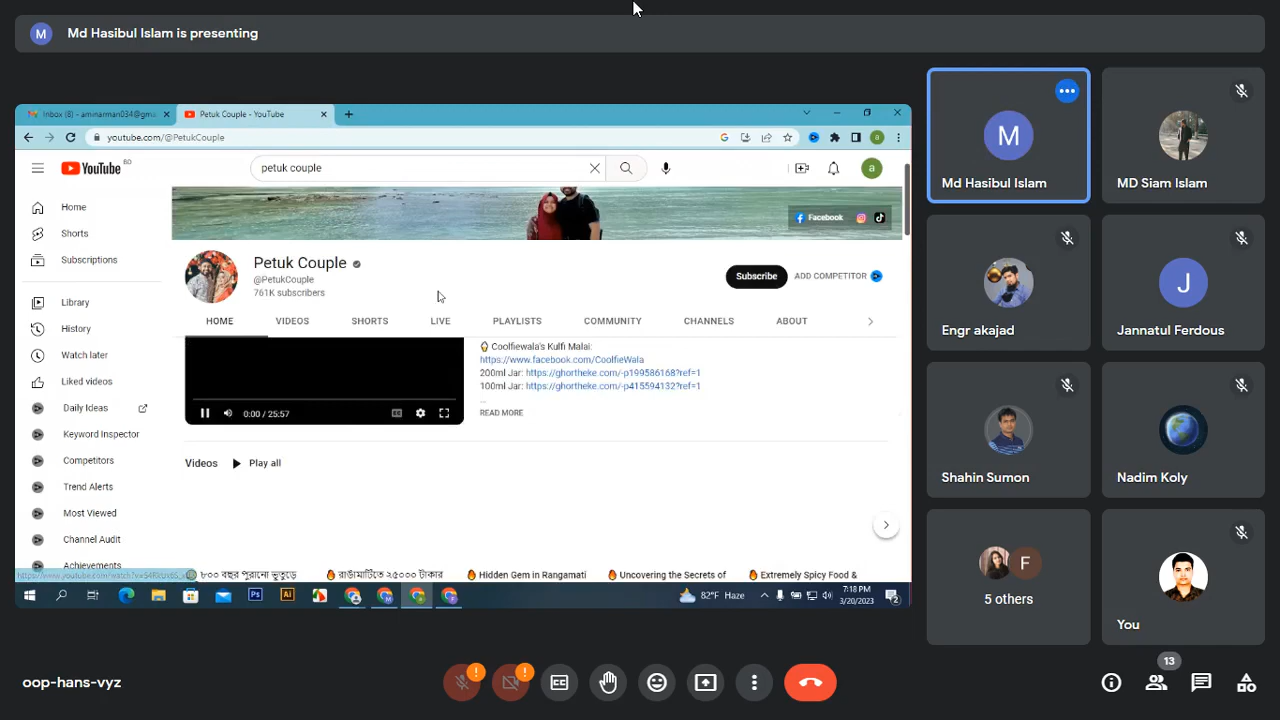 Md Hasibul Islam is presenting
Inbox (8) - aminarman034@gma
Petuk Couple - YouTube
youtube.com/@PetukCouple
YouTube BD
petuk couple
Home
Shorts
Subscriptions
Library
History
Watch later
Liked videos
Daily Ideas
Keyword Inspector
Competitors
Trend Alerts
Most Viewed
Channel Audit
Achievements
Facebook
Petuk Couple
@PetukCouple
761K subscribers
Subscribe
ADD COMPETITOR
HOME VIDEOS SHORTS LIVE PLAYLISTS COMMUNITY CHANNELS ABOUT
Coolfiewala's Kulfi Malai:
https://www.facebook.com/CoolfieWala
200ml Jar: https://ghortheke.com/-p199586168?ref=1
100ml Jar: https://ghortheke.com/-p415594132?ref=1
...
READ MORE
0:00 / 25:57
Videos Play all
৮০০ বছর পুরানো ভুতুড়ে
রাঙামাটিতে ২৫০০০ টাকার
Hidden Gem in Rangamati
Uncovering the Secrets of
Extremely Spicy Food &
Ps
Ai
82°F Haze
7:18 PM
3/20/2023
2
M
Md Hasibul Islam
MD Siam Islam
Engr akajad
J
Jannatul Ferdous
Shahin Sumon
Nadim Koly
F
5 others
You
oop-hans-vyz
13